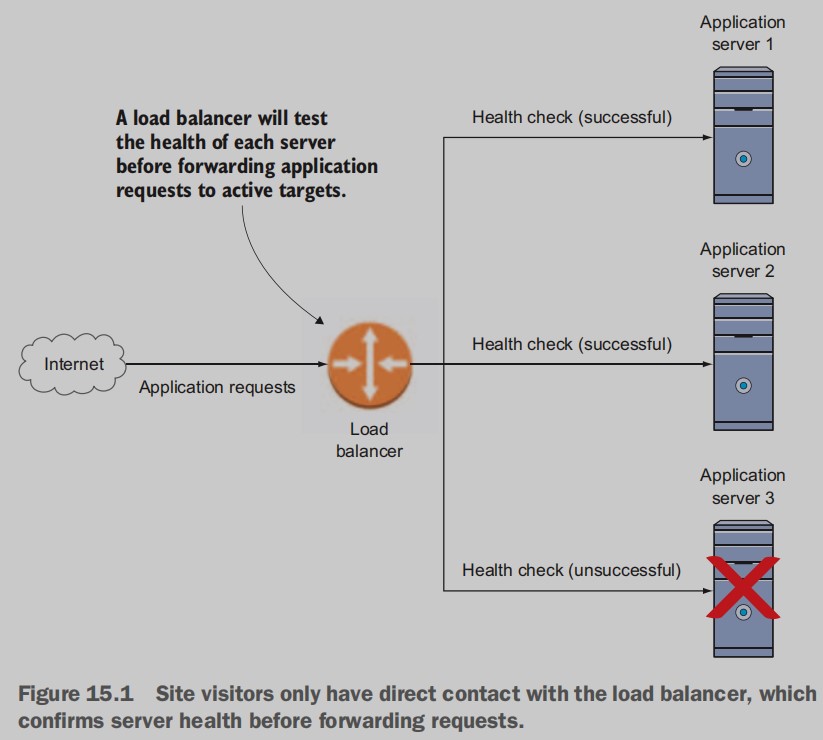 Application
server 1
A load balancer will test
the health of each server
before forwarding application
requests to active targets.
Health check (successful)
Application
server 2
Internet
Application requests
Load
balancer
Health check (successful)
Application
server 3
Health check (unsuccessful)
Figure 15.1 Site visitors only have direct contact with the load balancer, which
confirms server health before forwarding requests.